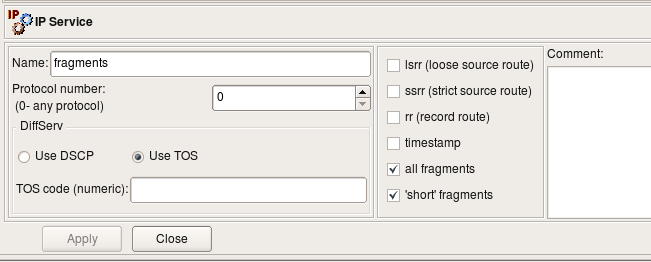 IP
IP Service
Name: fragments
Protocol number:
(0- any protocol)
0
DiffServ
Use DSCP
Use TOS
TOS code (numeric):
lsrr (loose source route)
ssrr (strict source route)
rr (record route)
timestamp
all fragments
'short' fragments
Comment:
Apply
Close